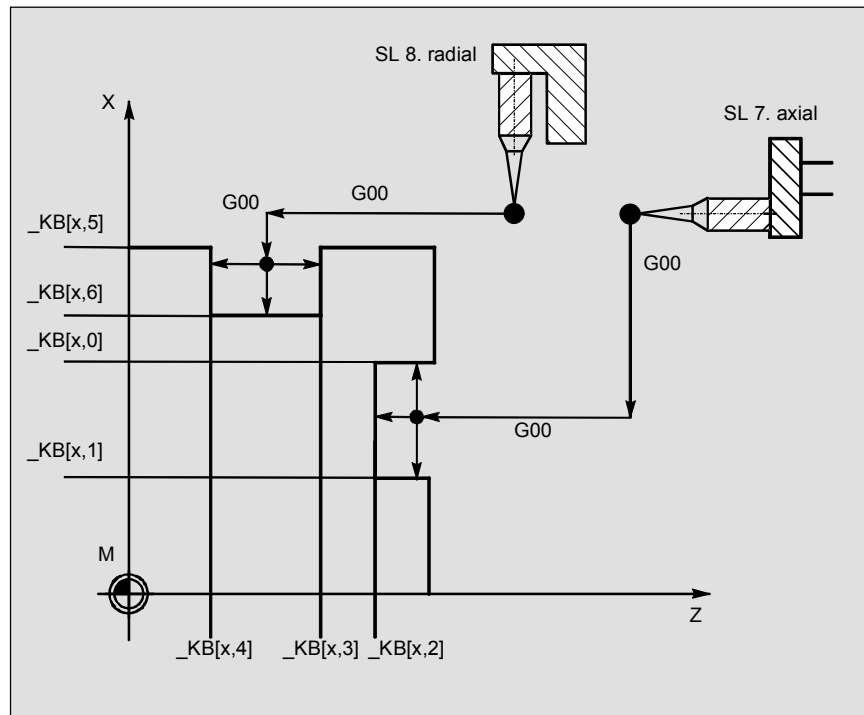 SL 8. radial
X
SL 7. axial
G00
G00
_KB[x,5]
G00
_KB[x,6]
_KB[x,0]
G00
_KB[x,1]
M
Z
_KB[x,4]
_KB[x,3]
_KB[x,2]